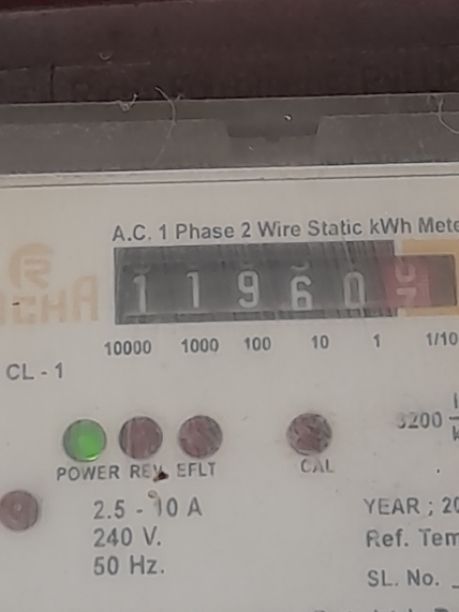 A.C. 1 Phase 2 Wire Static kWh Mete
1 1 9 6 0
10000 1000 100 10 1 1/10
CL - 1
3200
POWER REV EFLT CAL
2.5 - 10 A
240 V.
50 Hz.
YEAR ; 20
Ref. Tem
SL. No.